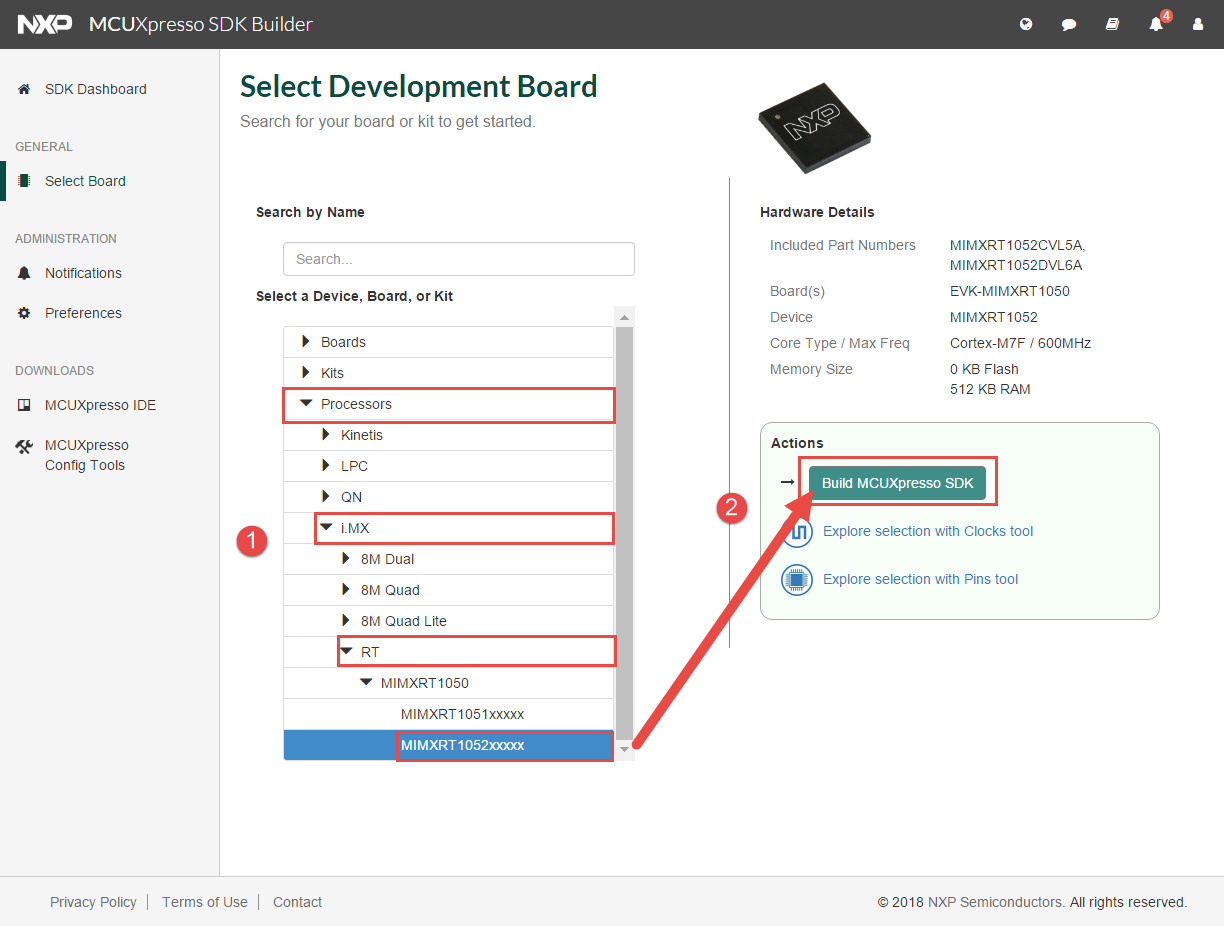 NXP MCUXpresso SDK Builder
4
SDK Dashboard
GENERAL
Select Board
ADMINISTRATION
Notifications
Preferences
DOWNLOADS
MCUXpresso IDE
MCUXpresso
Config Tools
Select Development Board
Search for your board or kit to get started.
Search by Name
Search...
Select a Device, Board, or Kit
Boards
Kits
Processors
Kinetis
LPC
QN
i.MX
1
8M Dual
8M Quad
8M Quad Lite
RT
MIMXRT1050
MIMXRT1051xxxxx
MIMXRT1052xxxxx
NXP
Hardware Details
Included Part Numbers MIMXRT1052CVL5A,
MIMXRT1052DVL6A
Board(s) EVK-MIMXRT1050
Device MIMXRT1052
Core Type / Max Freq Cortex-M7F / 600MHz
Memory Size 0 KB Flash
512 KB RAM
Actions
Build MCUXpresso SDK
2
Explore selection with Clocks tool
Explore selection with Pins tool
Privacy Policy Terms of Use Contact
© 2018 NXP Semiconductors. All rights reserved.